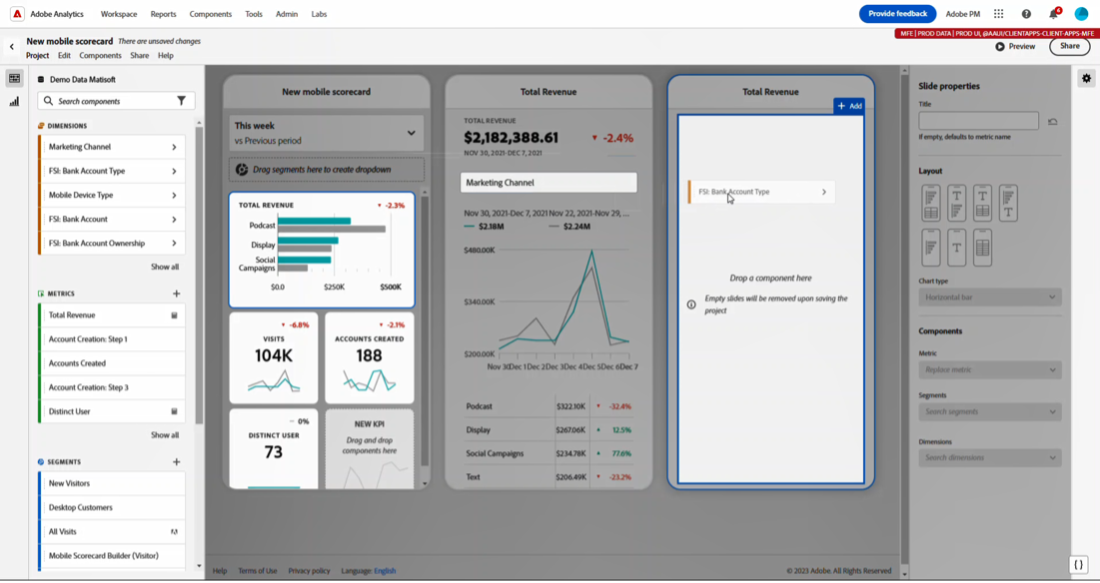 Adobe Analytics Workspace Reports Components Tools Admin Labs Provide feedback Adobe PM 4
MFE | PROD DATA | PROD UI, @AAUI/CLIENTAPPS-CLIENT-APPS-MFE
New mobile scorecard There are unsaved changes
Project Edit Components Share Help Preview Share
Demo Data Matisoft
Search components
DIMENSIONS
Marketing Channel
FSI: Bank Account Type
Mobile Device Type
FSI: Bank Account
FSI: Bank Account Ownership
Show all
METRICS
Total Revenue
Account Creation: Step 1
Accounts Created
Account Creation: Step 3
Distinct User
Show all
SEGMENTS
New Visitors
Desktop Customers
All Visits
Mobile Scorecard Builder (Visitor)
New mobile scorecard
This week
vs Previous period
Drag segments here to create dropdown
TOTAL REVENUE -2.3%
Podcast
Display
Social
Campaigns
$0.0 $250K $500K
-6.8%
VISITS
104K
-2.1%
ACCOUNTS CREATED
188
0%
DISTINCT USER
73
NEW KPI
Drag and drop
components here
Total Revenue
TOTAL REVENUE
$2,182,388.61 -2.4%
NOV 30, 2021-DEC 7, 2021
Marketing Channel
Nov 30, 2021-Dec 7, 2021 Nov 22, 2021-Nov 29, ...
$2.18M $2.24M
$480.00K
$340.00K
$200.00K
Nov 30 Dec 1 Dec 2 Dec 3 Dec 4 Dec 5 Dec 6 Dec 7
Podcast $322.10K -32.4%
Display $267.06K 12.5%
Social Campaigns $234.78K 77.6%
Text $206.49K -23.2%
Total Revenue
+ Add
FSI: Bank Account Type
Drop a component here
Empty slides will be removed upon saving the
project
Slide properties
Title
If empty, defaults to metric name
Layout
Chart type
Horizontal bar
Components
Metric
Replace metric
Segments
Search segments
Dimensions
Search dimensions
Help Terms of Use Privacy policy Language: English © 2023 Adobe. All Rights Reserved